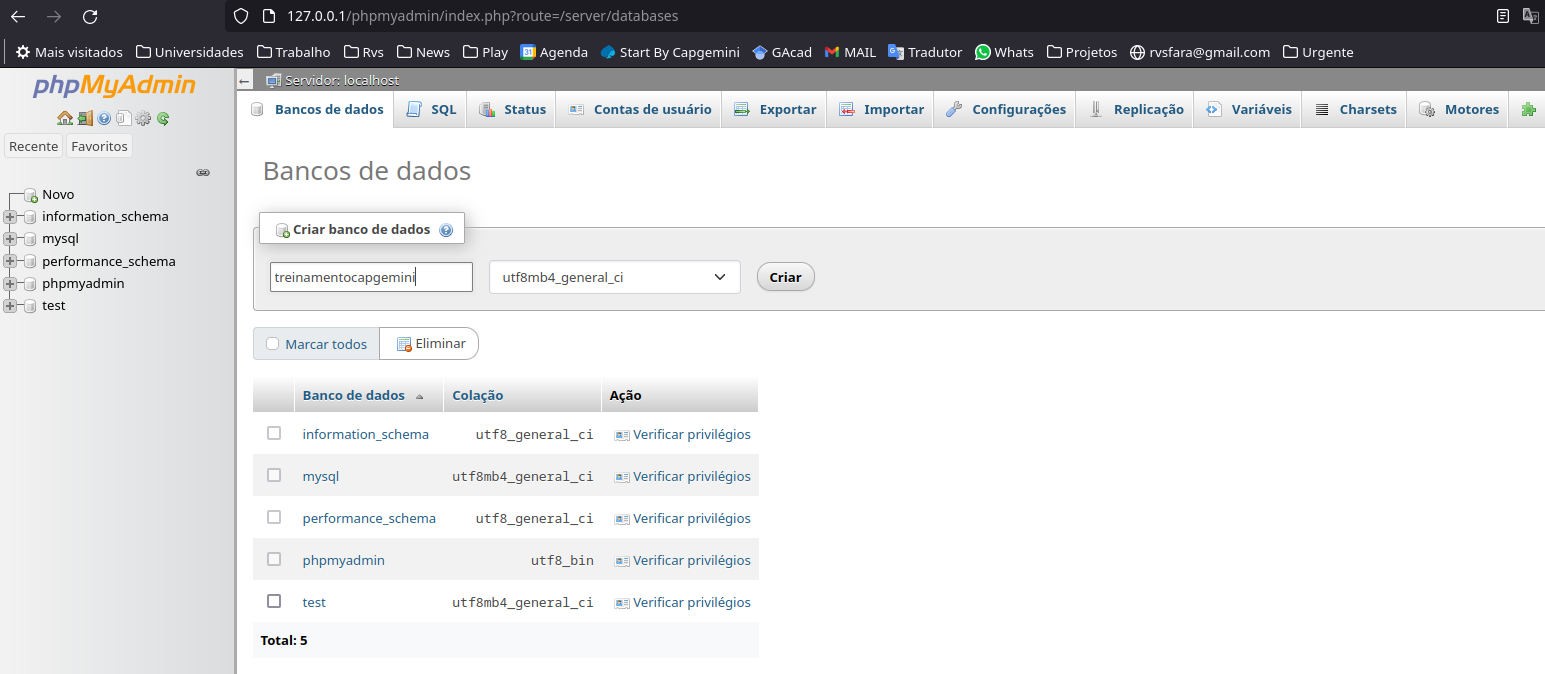 127.0.0.1/phpmyadmin/index.php?route=/server/databases
Mais visitados Universidades Trabalho Rvs News Play Agenda Start By Capgemini GAcad MAIL Tradutor Whats Projetos rvsfara@gmail.com Urgente
phpMyAdmin
Recente Favoritos
Novo
information_schema
mysql
performance_schema
phpmyadmin
test
Servidor: localhost
Bancos de dados SQL Status Contas de usuário Exportar Importar Configurações Replicação Variáveis Charsets Motores
Bancos de dados
Criar banco de dados
treinamentocapgemini utf8mb4_general_ci Criar
Marcar todos Eliminar
Banco de dados Colação Ação
information_schema utf8_general_ci Verificar privilégios
mysql utf8mb4_general_ci Verificar privilégios
performance_schema utf8_general_ci Verificar privilégios
phpmyadmin utf8_bin Verificar privilégios
test utf8mb4_general_ci Verificar privilégios
Total: 5